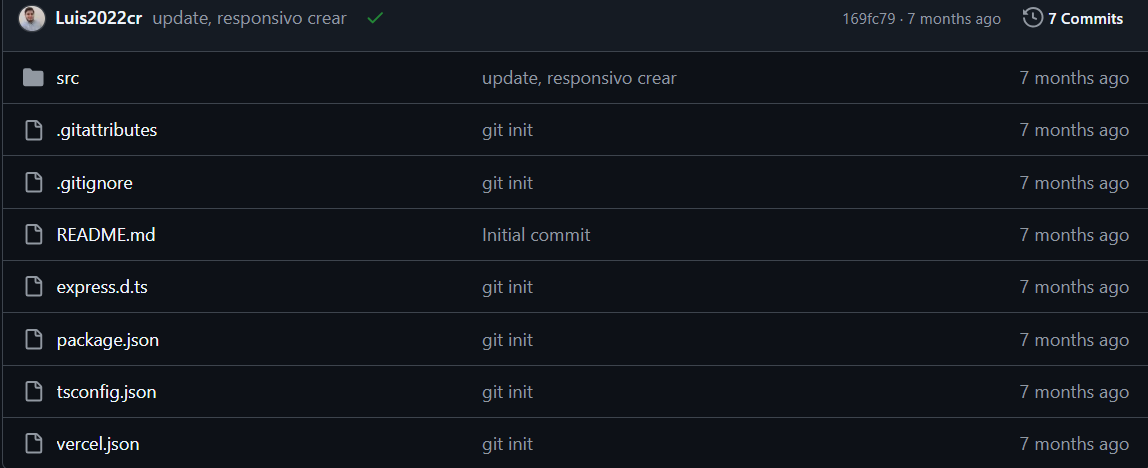 Luis2022cr update, responsivo crear 169fc79 · 7 months ago 7 Commits
src update, responsivo crear 7 months ago
.gitattributes git init 7 months ago
.gitignore git init 7 months ago
README.md Initial commit 7 months ago
express.d.ts git init 7 months ago
package.json git init 7 months ago
tsconfig.json git init 7 months ago
vercel.json git init 7 months ago